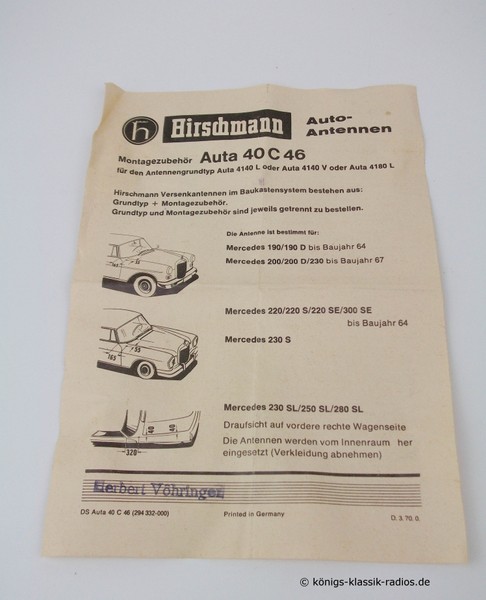 h Hirschmann Auto-
Antennen
Montagezubehör Auta 40 C 46
für den Antennengrundtyp Auta 4140 L oder Auta 4140 V oder Auta 4180 L
Hirschmann Versenkantennen im Baukastensystem bestehen aus:
Grundtyp + Montagezubehör.
Grundtyp und Montagezubehör sind jeweils getrennt zu bestellen.
Die Antenne ist bestimmt für:
Mercedes 190/190 D bis Baujahr 64
Mercedes 200/200 D/230 bis Baujahr 67
Mercedes 220/220 S/220 SE/300 SE
bis Baujahr 64
Mercedes 230 S
55
165
Mercedes 230 SL/250 SL/280 SL
Draufsicht auf vordere rechte Wagenseite
Die Antennen werden vom Innenraum her
eingesetzt (Verkleidung abnehmen)
40 40
320
Herbert Vöhringer
DS Auta 40 C 46 (294 332-000) Printed in Germany D. 3. 70. 0.
© königs-klassik-radios.de